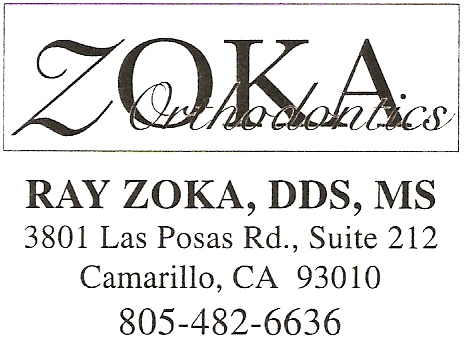 ZOKA
Orthodontics
RAY ZOKA, DDS, MS
3801 Las Posas Rd., Suite 212
Camarillo, CA  93010
805-482-6636